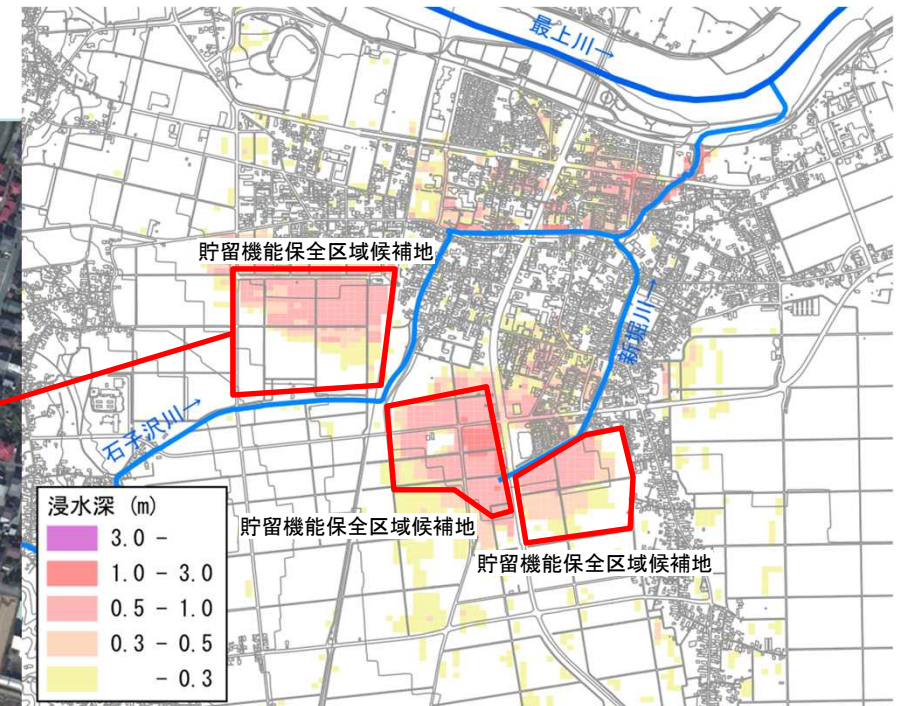 最上川→
貯留機能保全区域候補地
新堀川→
石子沢川→
貯留機能保全区域候補地
貯留機能保全区域候補地
浸水深 (m)
3.0 -
1.0 - 3.0
0.5 - 1.0
0.3 - 0.5
- 0.3